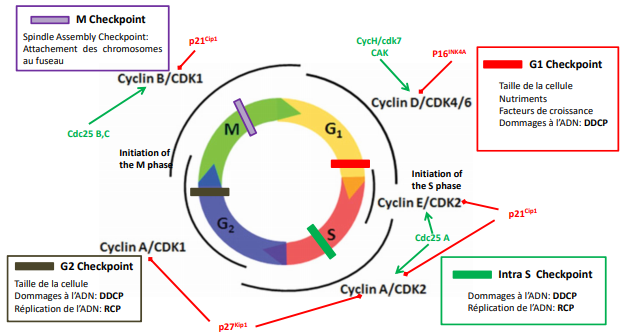 M Checkpoint
Spindle Assembly Checkpoint:
Attachement des chromosomes
au fuseau
p21Cip1
Cyclin B/CDK1
Cdc25 B,C
Initiation of
the M phase
CycH/cdk7
CAK
P16INK4A
Cyclin D/CDK4/6
G1 Checkpoint
Taille de la cellule
Nutriments
Facteurs de croissance
Dommages à l'ADN: DDCP
M
G1
G2
S
Initiation of
the S phase
Cyclin E/CDK2
p21Cip1
Cdc25 A
Cyclin A/CDK1
Cyclin A/CDK2
p27Kip1
G2 Checkpoint
Taille de la cellule
Dommages à l'ADN: DDCP
Réplication de l'ADN: RCP
Intra S Checkpoint
Dommages à l'ADN: DDCP
Réplication de l'ADN: RCP